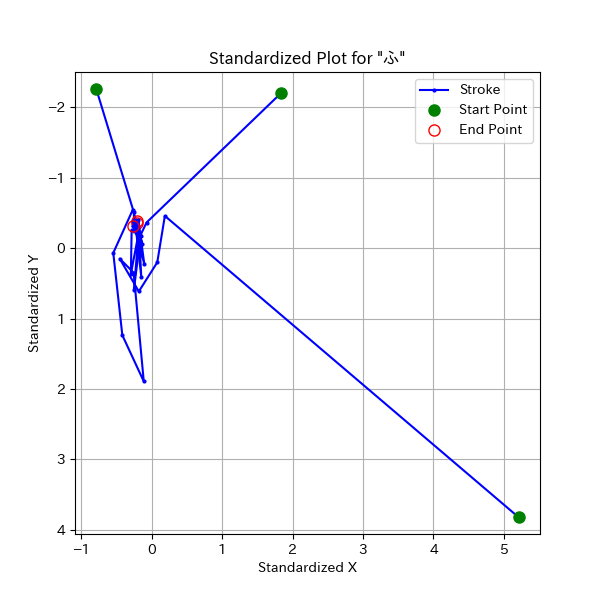 Standardized Plot for "ふ"
Stroke
Start Point
End Point
−2
−1
0
1
2
3
4
Standardized Y
−1 0 1 2 3 4 5
Standardized X